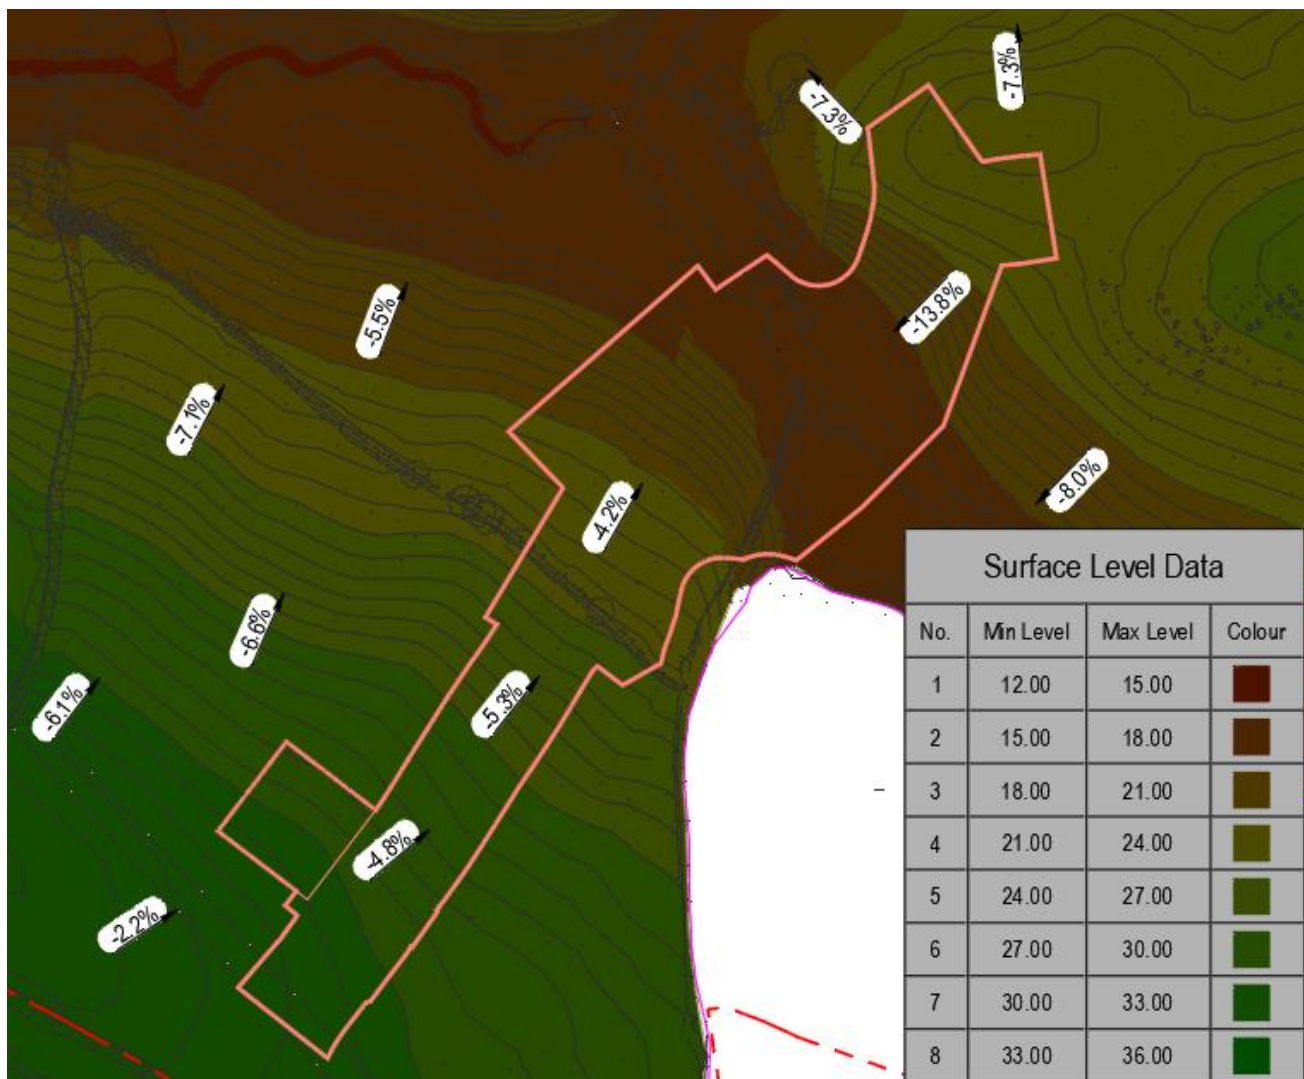 -7.3%
-7.3%
-13.8%
-5.5%
-7.1%
-8.0%
-4.2%
-6.6%
-5.3%
-6.1%
-4.8%
-2.2%
Surface Level Data
No. Min Level Max Level Colour
1 12.00 15.00
2 15.00 18.00
3 18.00 21.00
4 21.00 24.00
5 24.00 27.00
6 27.00 30.00
7 30.00 33.00
8 33.00 36.00